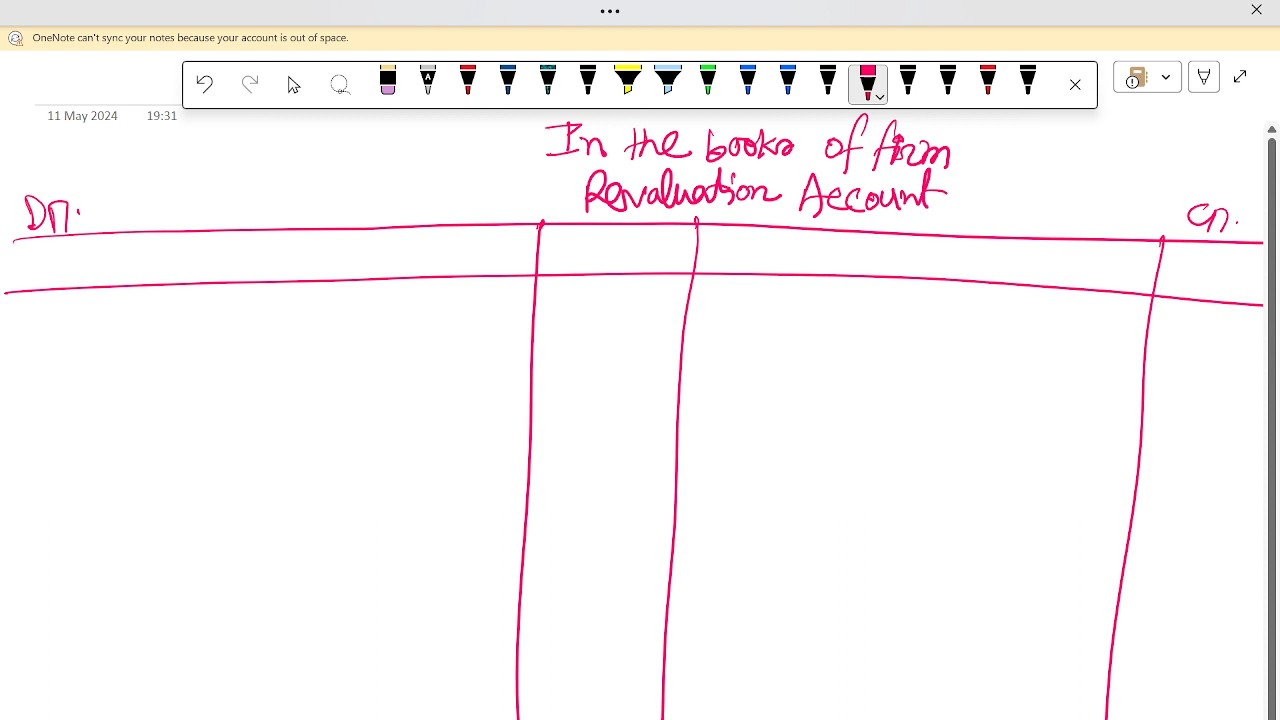 OneNote can't sync your notes because your account is out of space.
A
11 May 2024 19:31
In the books of firm
Revaluation Account
Dr. Cr.